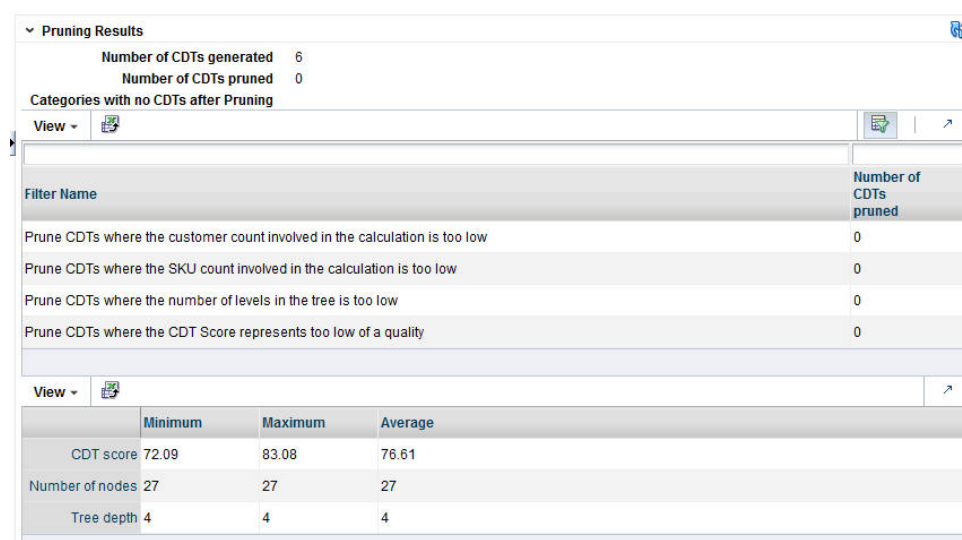 Pruning Results
Number of CDTs generated 6
Number of CDTs pruned 0
Categories with no CDTs after Pruning
View
Filter Name Number of CDTs pruned
Prune CDTs where the customer count involved in the calculation is too low 0
Prune CDTs where the SKU count involved in the calculation is too low 0
Prune CDTs where the number of levels in the tree is too low 0
Prune CDTs where the CDT Score represents too low of a quality 0
View
Minimum Maximum Average
CDT score 72.09 83.08 76.61
Number of nodes 27 27 27
Tree depth 4 4 4